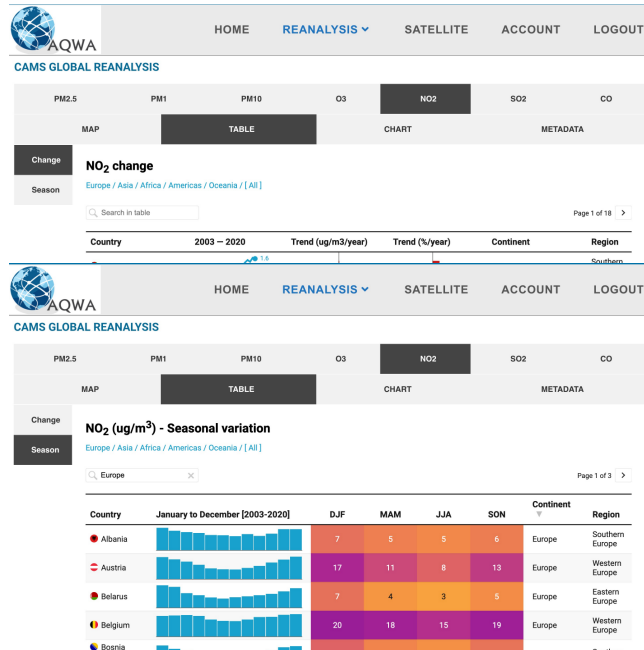 AQWA
HOME REANALYSIS SATELLITE ACCOUNT LOGOUT
CAMS GLOBAL REANALYSIS
PM2.5 PM1 PM10 O3 NO2 SO2 CO
MAP TABLE CHART METADATA
Change
Season
NO2 change
Europe / Asia / Africa / Americas / Oceania / [ All ]
Search in table
Page 1 of 18 >
Country 2003 — 2020 Trend (ug/m3/year) Trend (%/year) Continent Region
1.6 Southern
AQWA
HOME REANALYSIS SATELLITE ACCOUNT LOGOUT
CAMS GLOBAL REANALYSIS
PM2.5 PM1 PM10 O3 NO2 SO2 CO
MAP TABLE CHART METADATA
Change
Season
NO2 (ug/m3) - Seasonal variation
Europe / Asia / Africa / Americas / Oceania / [ All ]
Europe
Page 1 of 3 >
Country January to December [2003-2020] DJF MAM JJA SON Continent ▼ Region
Albania 7 5 5 6 Europe Southern Europe
Austria 17 11 8 13 Europe Western Europe
Belarus 7 4 3 5 Europe Eastern Europe
Belgium 20 18 15 19 Europe Western Europe
Bosnia